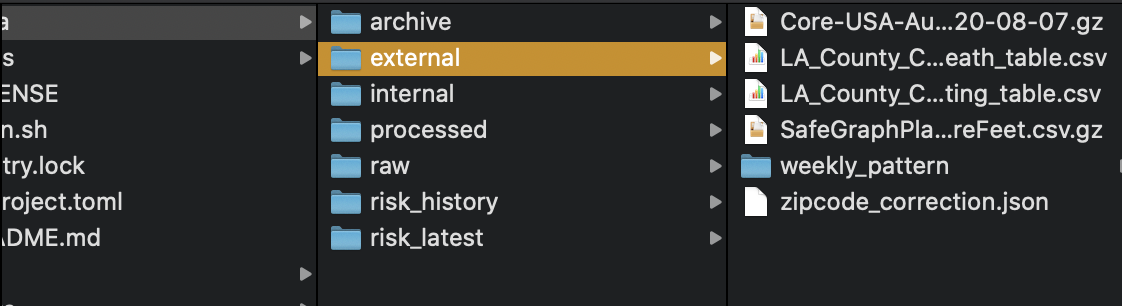 a
s
ENSE
n.sh
try.lock
roject.toml
ADME.md
archive
external
internal
processed
raw
risk_history
risk_latest
Core-USA-Au...20-08-07.gz
LA_County_C...eath_table.csv
LA_County_C...ting_table.csv
SafeGraphPla...reFeet.csv.gz
weekly_pattern
zipcode_correction.json